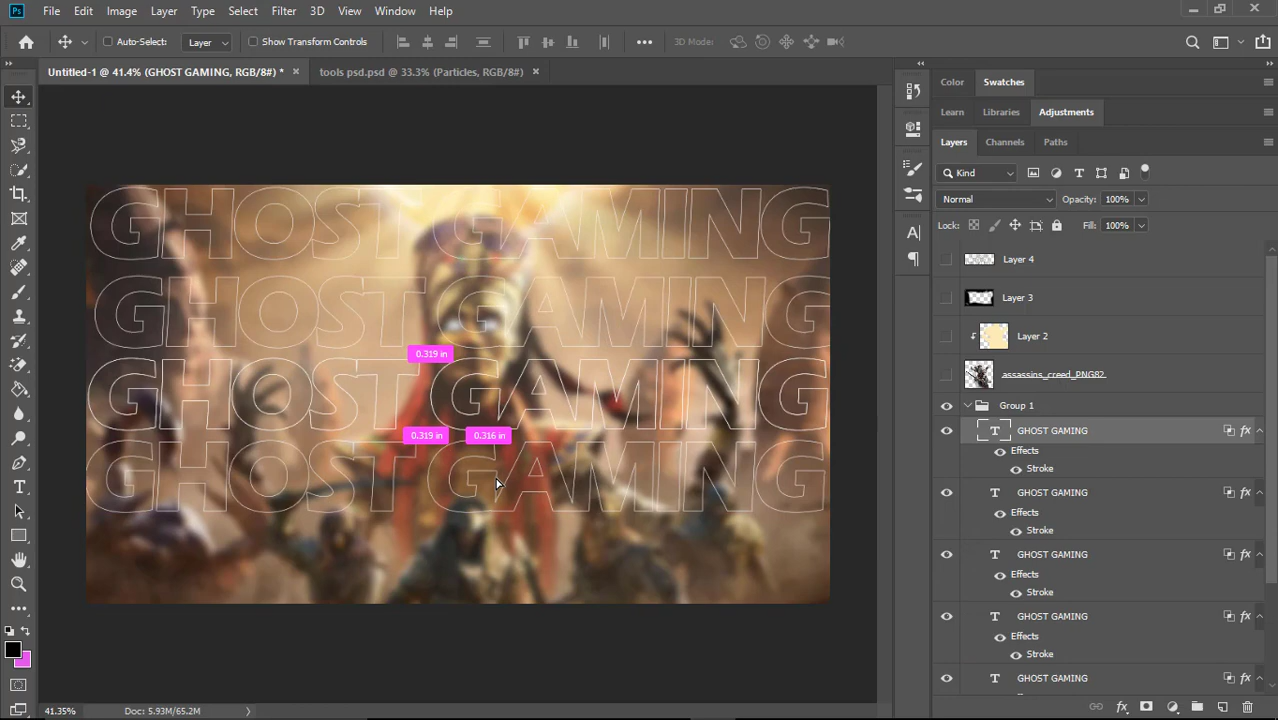 Ps File Edit Image Layer Type Select Filter 3D View Window Help
Auto-Select: Layer Show Transform Controls 3D Mode:
Untitled-1 @ 41.4% (GHOST GAMING, RGB/8#) * × tools psd.psd @ 33.3% (Particles, RGB/8#) ×
Color Swatches
Learn Libraries Adjustments
Layers Channels Paths
Kind
Normal Opacity: 100%
Lock: Fill: 100%
Layer 4
Layer 3
Layer 2
assassins_creed_PNG82
Group 1
GHOST GAMING
Effects
Stroke
GHOST GAMING
Effects
Stroke
GHOST GAMING
Effects
Stroke
GHOST GAMING
Effects
Stroke
GHOST GAMING
GHOST GAMING
GHOST GAMING
0.319 in
GHOST GAMING
0.319 in 0.316 in
GHOST GAMING
41.35% Doc: 5.93M/65.2M